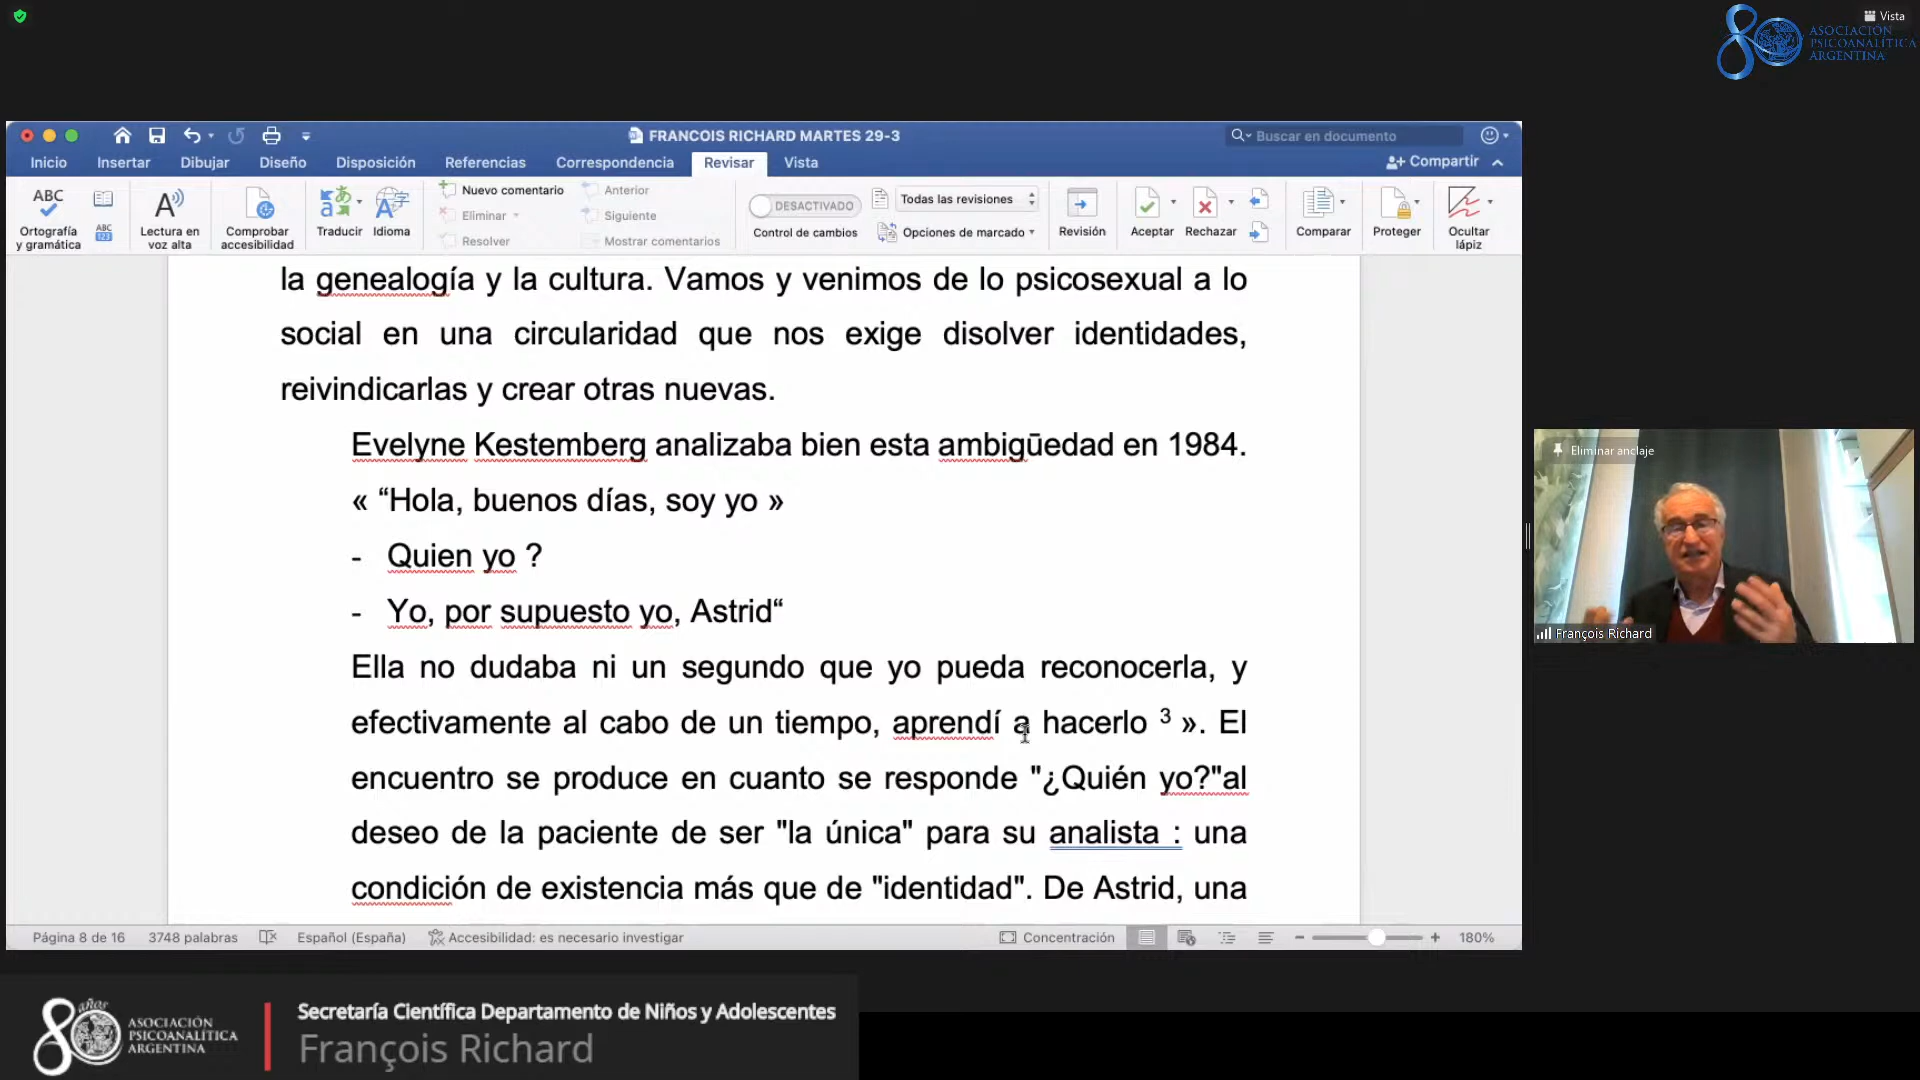 Vista
ASOCIACIÓN
PSICOANALÍTICA
ARGENTINA
FRANCOIS RICHARD MARTES 29-3
Buscar en documento
Inicio Insertar Dibujar Diseño Disposición Referencias Correspondencia Revisar Vista Compartir
ABC Ortografía y gramática
ABC 123
Lectura en voz alta
Comprobar accesibilidad
Traducir
Idioma
Nuevo comentario
Eliminar
Resolver
Anterior
Siguiente
Mostrar comentarios
DESACTIVADO
Control de cambios
Todas las revisiones
Opciones de marcado
Revisión
Aceptar
Rechazar
Comparar
Proteger
Ocultar lápiz
la genealogía y la cultura. Vamos y venimos de lo psicosexual a lo
social en una circularidad que nos exige disolver identidades,
reivindicarlas y crear otras nuevas.
Evelyne Kestemberg analizaba bien esta ambigūedad en 1984.
« “Hola, buenos días, soy yo »
- Quien yo ?
- Yo, por supuesto yo, Astrid“
Ella no dudaba ni un segundo que yo pueda reconocerla, y
efectivamente al cabo de un tiempo, aprendí a hacerlo ³ ». El
encuentro se produce en cuanto se responde "¿Quién yo?"al
deseo de la paciente de ser "la única" para su analista : una
condición de existencia más que de "identidad". De Astrid, una
Página 8 de 16 3748 palabras Español (España) Accesibilidad: es necesario investigar Concentración 180%
Eliminar anclaje
François Richard
80 años
ASOCIACIÓN
PSICOANALÍTICA
ARGENTINA
Secretaría Científica Departamento de Niños y Adolescentes
François Richard